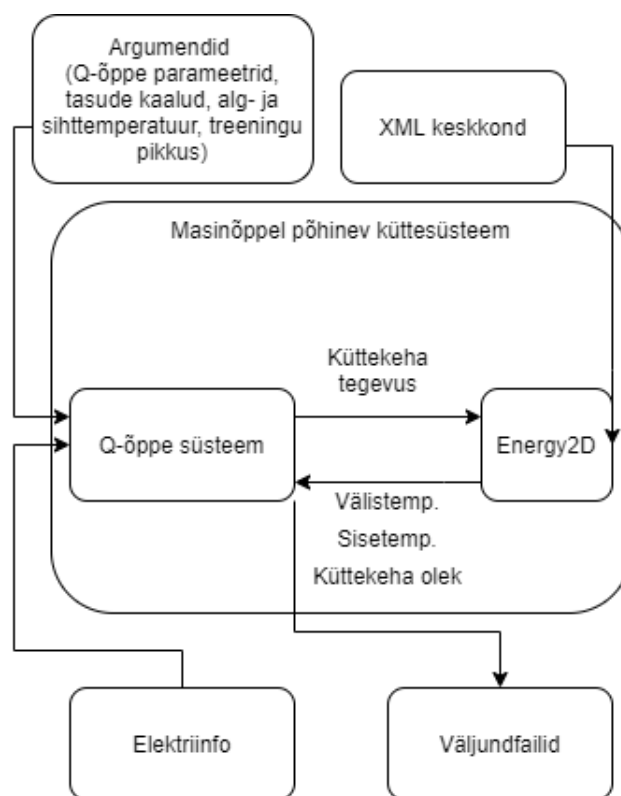 Argumendid
(Q-õppe parameetrid,
tasude kaalud, alg- ja
sihttemperatuur, treeningu
pikkus)
XML keskkond
Masinõppel põhinev küttesüsteem
Küttekeha
tegevus
Q-õppe süsteem
Energy2D
Välistemp.
Sisetemp.
Küttekeha olek
Elektriinfo
Väljundfailid